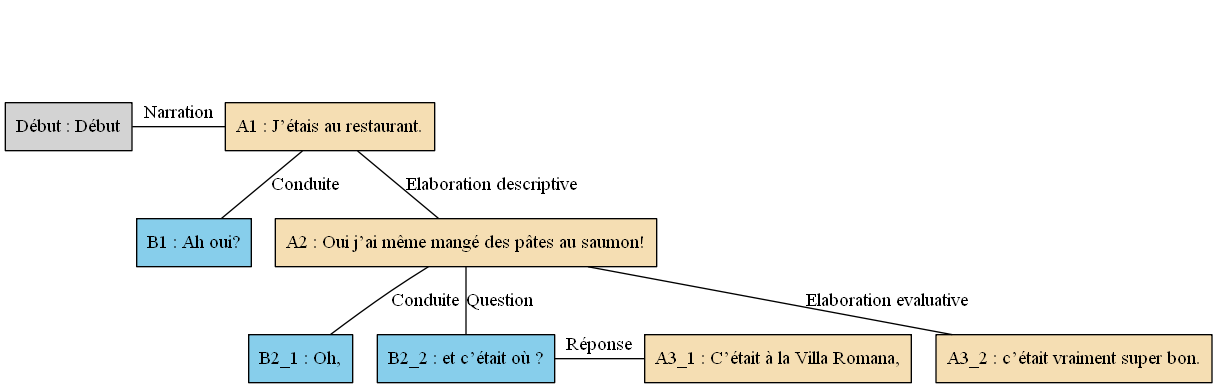 Narration
Début : Début
A1 : J'étais au restaurant.
Conduite
Elaboration descriptive
B1 : Ah oui?
A2 : Oui j'ai même mangé des pâtes au saumon!
Conduite
Question
Elaboration evaluative
B2_1 : Oh,
B2_2 : et c'était où ?
Réponse
A3_1 : C'était à la Villa Romana,
A3_2 : c'était vraiment super bon.